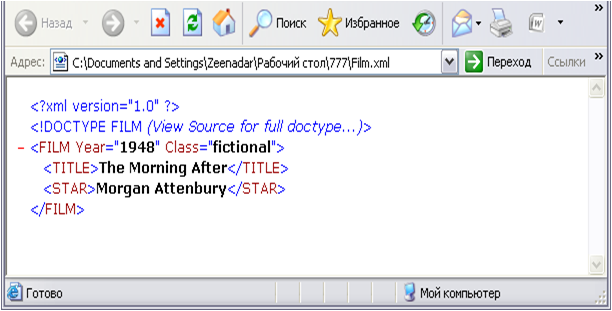 Назад Поиск Избранное »
Адрес: C:\Documents and Settings\Zeenadar\Рабочий стол\777\Film.xml Переход Ссылки »
<?xml version="1.0" ?>
<!DOCTYPE FILM (View Source for full doctype...)>
- <FILM Year="1948" Class="fictional">
<TITLE>The Morning After</TITLE>
<STAR>Morgan Attenbury</STAR>
</FILM>
Готово Мой компьютер